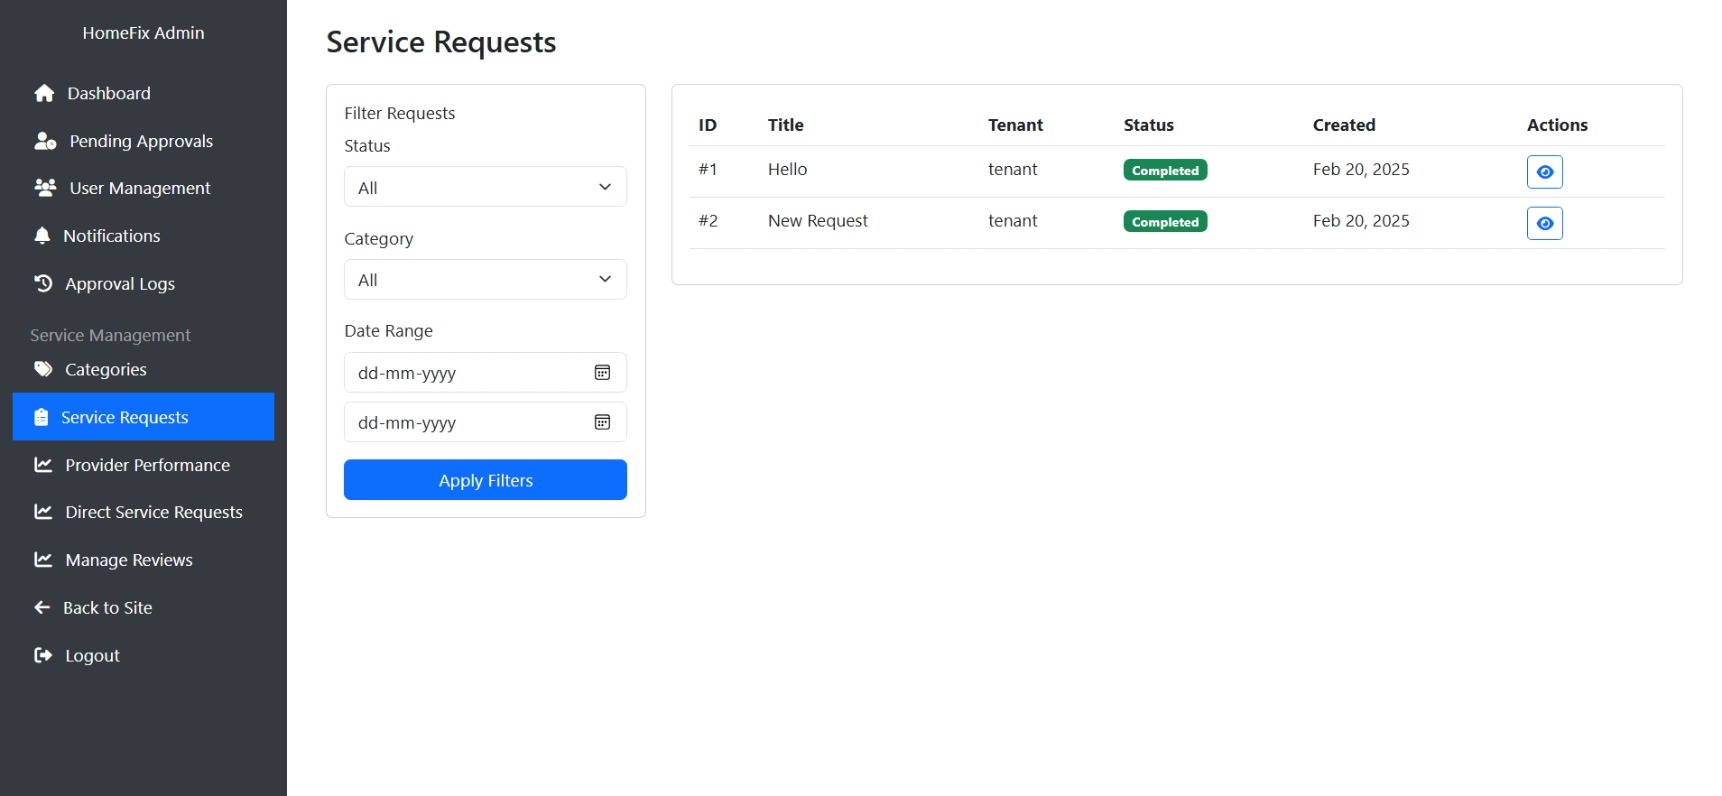 HomeFix Admin
Dashboard
Pending Approvals
User Management
Notifications
Approval Logs
Service Management
Categories
Service Requests
Provider Performance
Direct Service Requests
Manage Reviews
Back to Site
Logout
Service Requests
Filter Requests
Status
All
Category
All
Date Range
dd-mm-yyyy
dd-mm-yyyy
Apply Filters
ID Title Tenant Status Created Actions
#1 Hello tenant Completed Feb 20, 2025
#2 New Request tenant Completed Feb 20, 2025